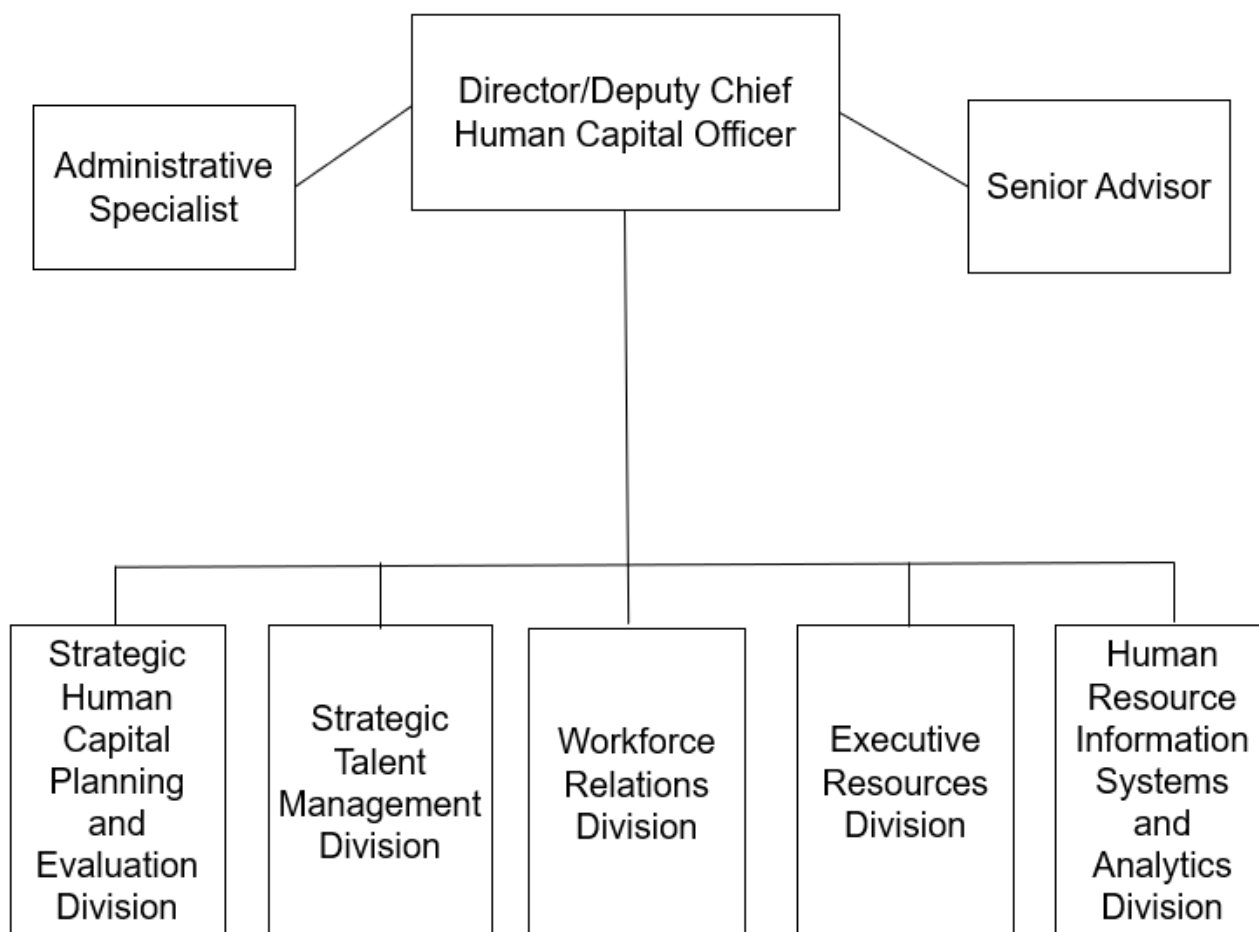 Director/Deputy Chief
Human Capital Officer
Administrative
Specialist
Senior Advisor
Strategic
Human
Capital
Planning
and
Evaluation
Division
Strategic
Talent
Management
Division
Workforce
Relations
Division
Executive
Resources
Division
Human
Resource
Information
Systems
and
Analytics
Division